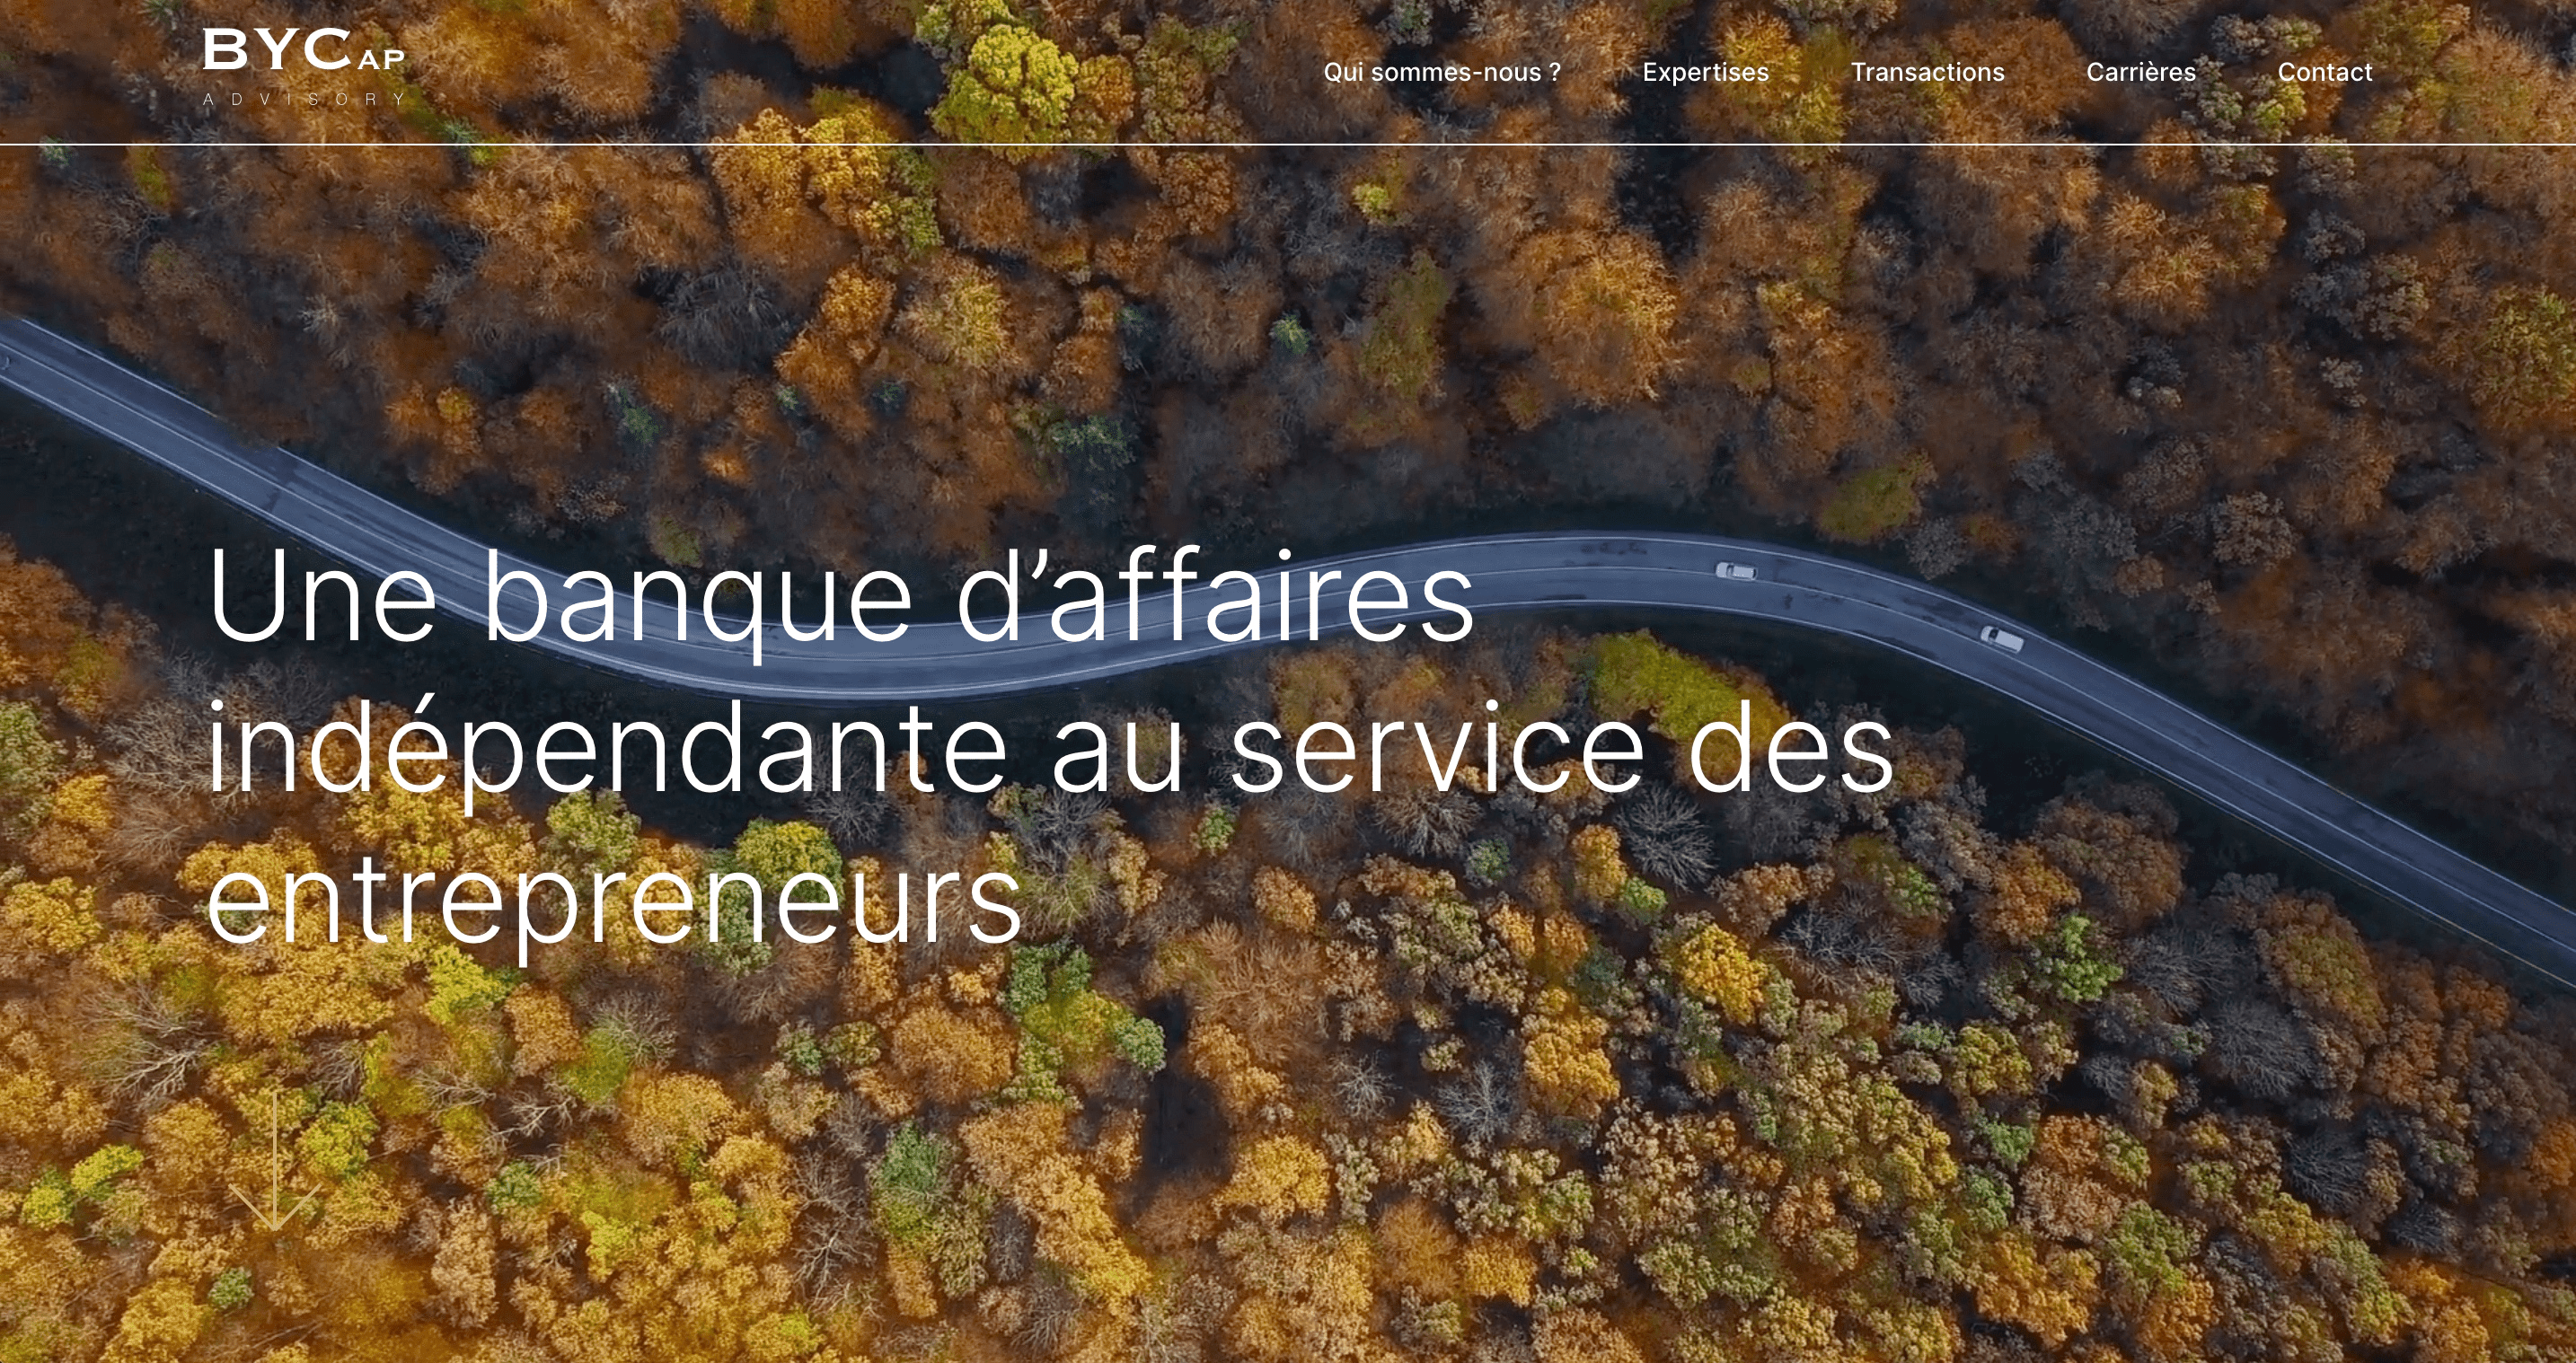 BYCAP
ADVISORY
Qui sommes-nous ? Expertises Transactions Carrières Contact
Une banque d’affaires
indépendante au service des
entrepreneurs